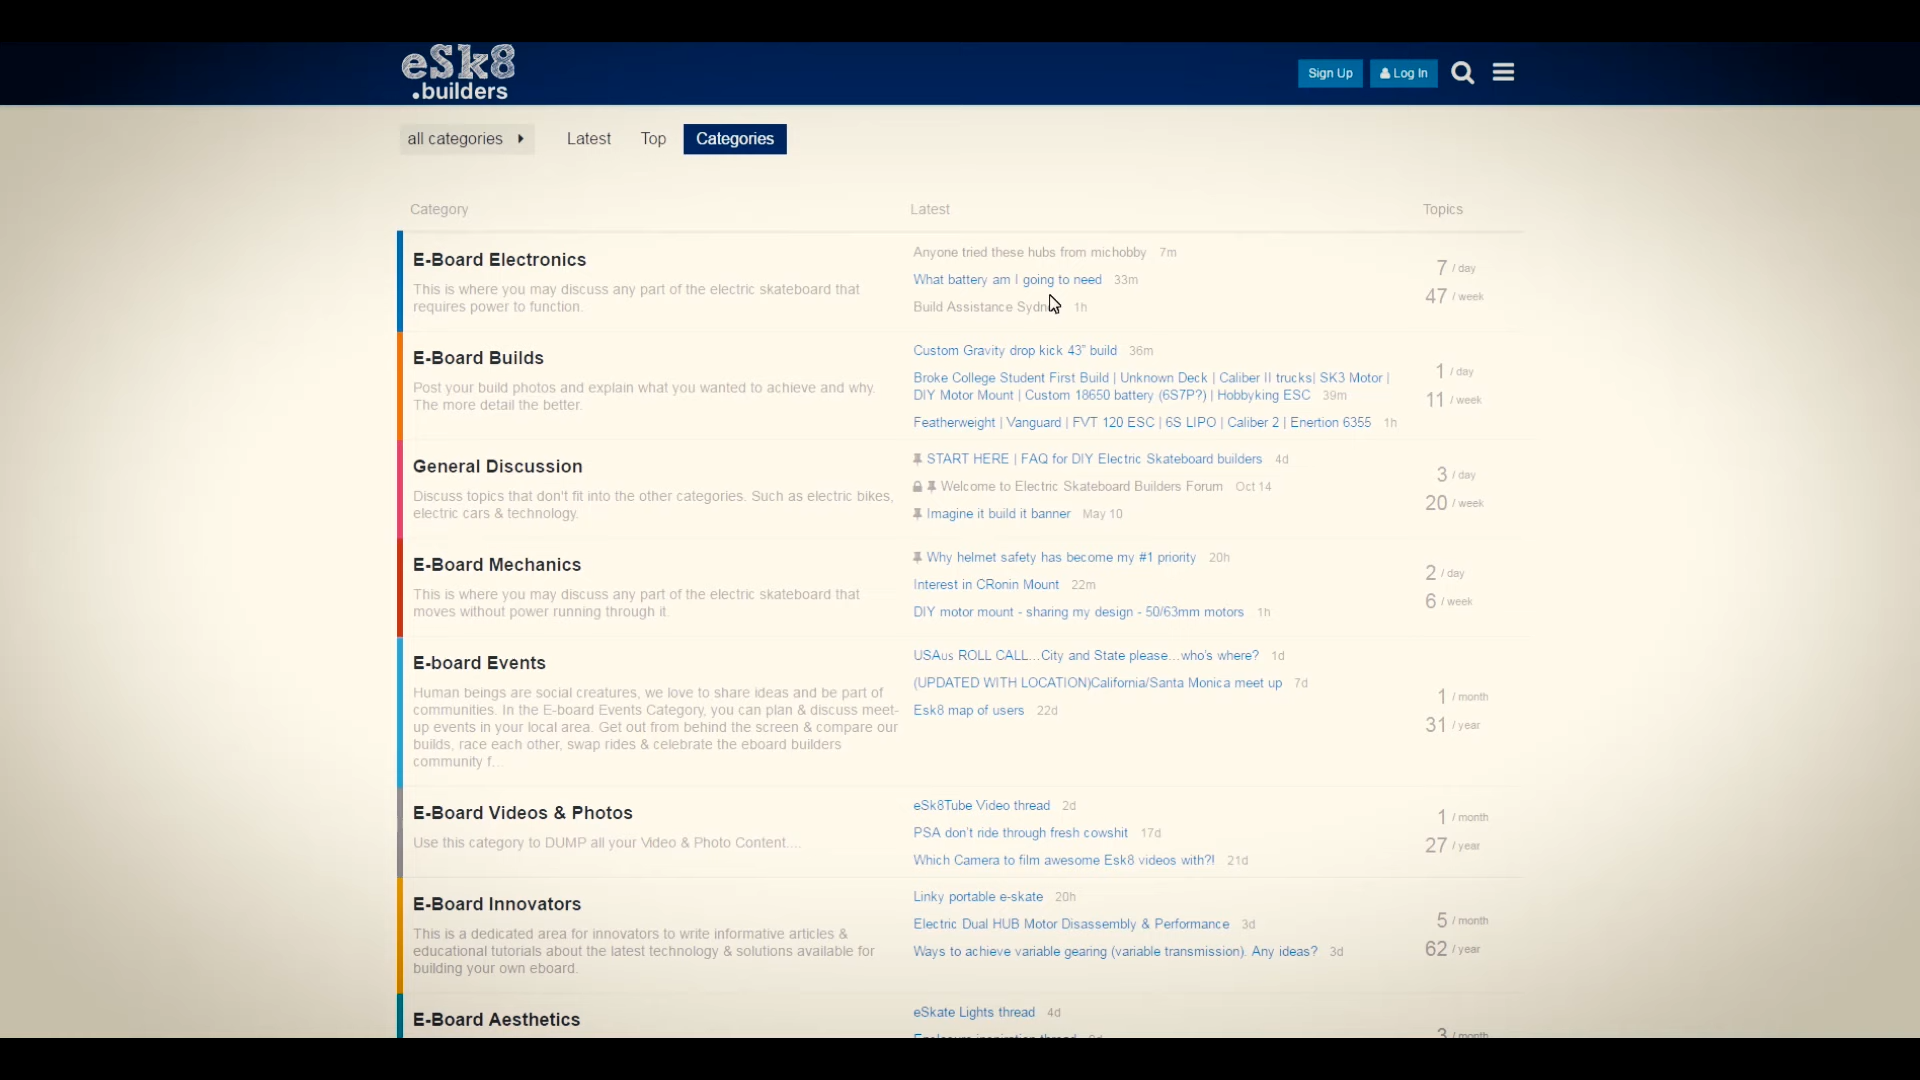 eSk8
.builders
Sign Up
Log In
all categories
Latest
Top
Categories
Category
Latest
Topics
E-Board Electronics
This is where you may discuss any part of the electric skateboard that
requires power to function.
Anyone tried these hubs from michobby 7m
What battery am I going to need 33m
Build Assistance Sydn 1h
7 / day
47 / week
E-Board Builds
Post your build photos and explain what you wanted to achieve and why.
The more detail the better.
Custom Gravity drop kick 43” build 36m
Broke College Student First Build | Unknown Deck | Caliber II trucks| SK3 Motor |
DIY Motor Mount | Custom 18650 battery (6S7P?) | Hobbyking ESC 39m
Featherweight | Vanguard | FVT 120 ESC | 6S LIPO | Caliber 2 | Enertion 6355 1h
1 / day
11 / week
General Discussion
Discuss topics that don't fit into the other categories. Such as electric bikes,
electric cars & technology.
START HERE | FAQ for DIY Electric Skateboard builders 4d
Welcome to Electric Skateboard Builders Forum Oct 14
Imagine it build it banner May 10
3 / day
20 / week
E-Board Mechanics
This is where you may discuss any part of the electric skateboard that
moves without power running through it.
Why helmet safety has become my #1 priority 20h
Interest in CRonin Mount 22m
DIY motor mount - sharing my design - 50/63mm motors 1h
2 / day
6 / week
E-board Events
Human beings are social creatures, we love to share ideas and be part of
communities. In the E-board Events Category, you can plan & discuss meet-
up events in your local area. Get out from behind the screen & compare our
builds, race each other, swap rides & celebrate the eboard builders
community f...
USAus ROLL CALL...City and State please...who's where? 1d
(UPDATED WITH LOCATION)California/Santa Monica meet up 7d
Esk8 map of users 22d
1 / month
31 / year
E-Board Videos & Photos
Use this category to DUMP all your Video & Photo Content....
eSk8Tube Video thread 2d
PSA don't ride through fresh cowshit 17d
Which Camera to film awesome Esk8 videos with?! 21d
1 / month
27 / year
E-Board Innovators
This is a dedicated area for innovators to write informative articles &
educational tutorials about the latest technology & solutions available for
building your own eboard.
Linky portable e-skate 20h
Electric Dual HUB Motor Disassembly & Performance 3d
Ways to achieve variable gearing (variable transmission). Any ideas? 3d
5 / month
62 / year
E-Board Aesthetics
eSkate Lights thread 4d
3 / month